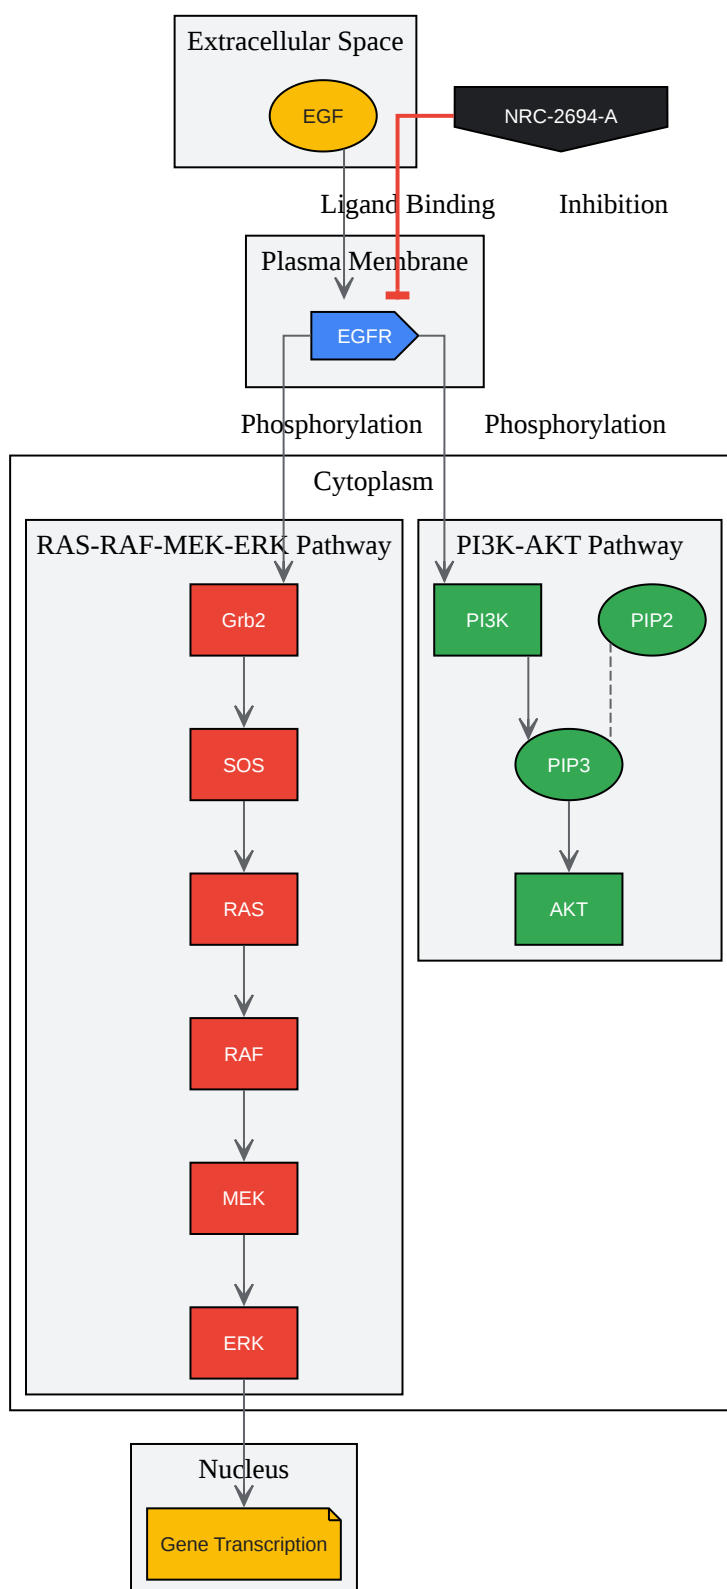 Extracellular Space
EGF
NRC-2694-A
Ligand Binding
Inhibition
Plasma Membrane
EGFR
Phosphorylation
Phosphorylation
Cytoplasm
RAS-RAF-MEK-ERK Pathway
PI3K-AKT Pathway
Grb2
PI3K
PIP2
SOS
PIP3
RAS
AKT
RAF
MEK
ERK
Nucleus
Gene Transcription